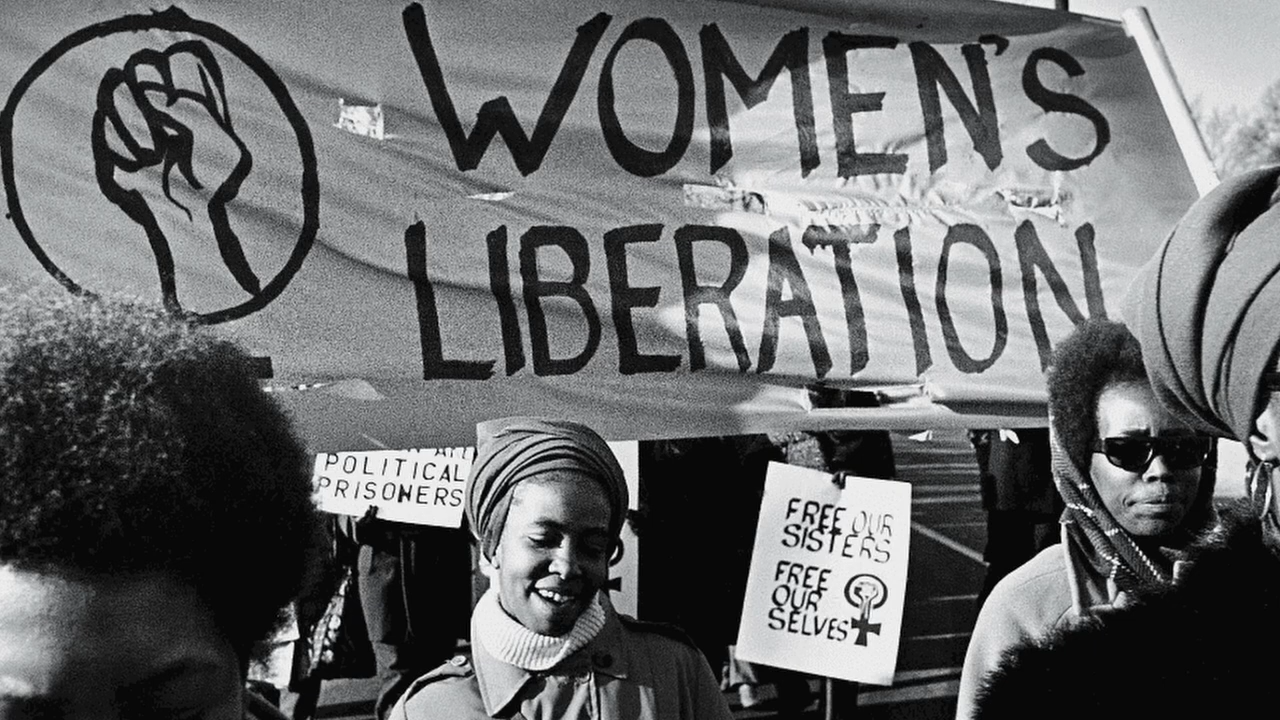 WOMEN'S
LIBERATION
POLITICAL
PRISONERS
FREE OUR
SISTERS
FREE
OUR
SELVES